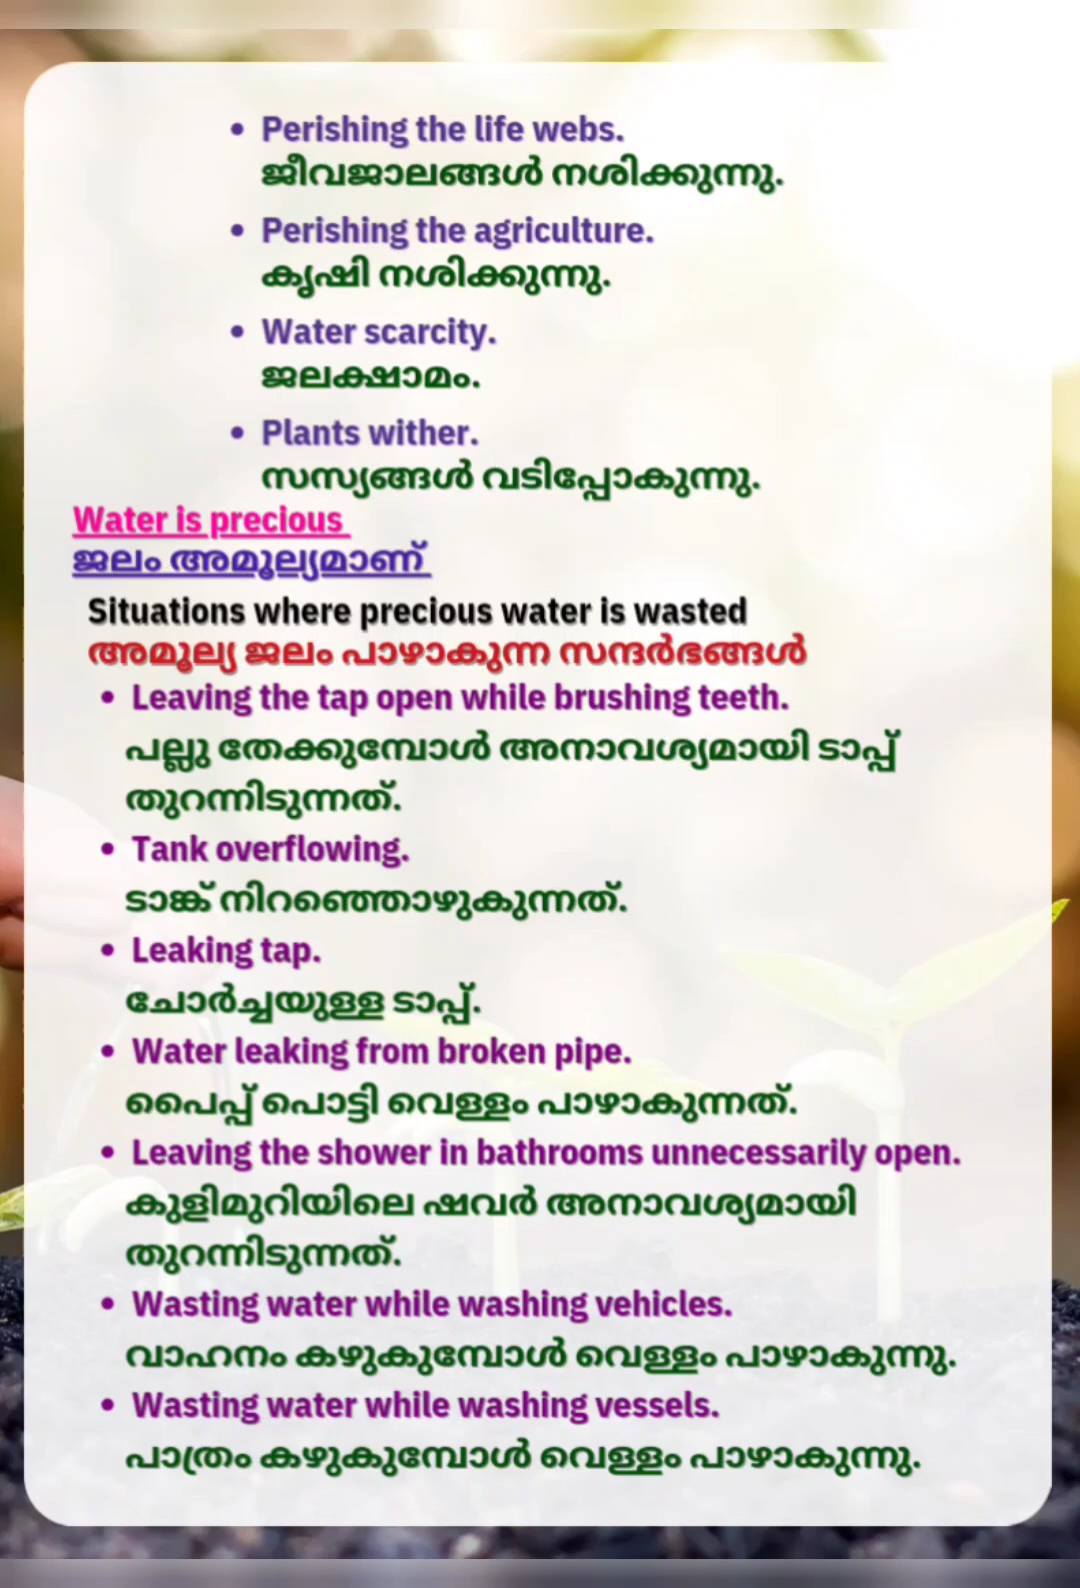 • Perishing the life webs.
ജീവജാലങ്ങൾ നശിക്കുന്നു.
• Perishing the agriculture.
കൃഷി നശിക്കുന്നു.
• Water scarcity.
ജലക്ഷാമം.
• Plants wither.
സസ്യങ്ങൾ വടിപ്പോകുന്നു.
Water is precious
ജലം അമൂല്യമാണ്
Situations where precious water is wasted
അമൂല്യ ജലം പാഴാകുന്ന സന്ദർഭങ്ങൾ
• Leaving the tap open while brushing teeth.
പല്ലു തേക്കുമ്പോൾ അനാവശ്യമായി ടാപ്പ്
തുറന്നിടുന്നത്.
• Tank overflowing.
ടാങ്ക് നിറഞ്ഞൊഴുകുന്നത്.
• Leaking tap.
ചോർച്ചയുള്ള ടാപ്പ്.
• Water leaking from broken pipe.
പൈപ്പ് പൊട്ടി വെള്ളം പാഴാകുന്നത്.
• Leaving the shower in bathrooms unnecessarily open.
കുളിമുറിയിലെ ഷവർ അനാവശ്യമായി
തുറന്നിടുന്നത്.
• Wasting water while washing vehicles.
വാഹനം കഴുകുമ്പോൾ വെള്ളം പാഴാകുന്നു.
• Wasting water while washing vessels.
പാത്രം കഴുകുമ്പോൾ വെള്ളം പാഴാകുന്നു.